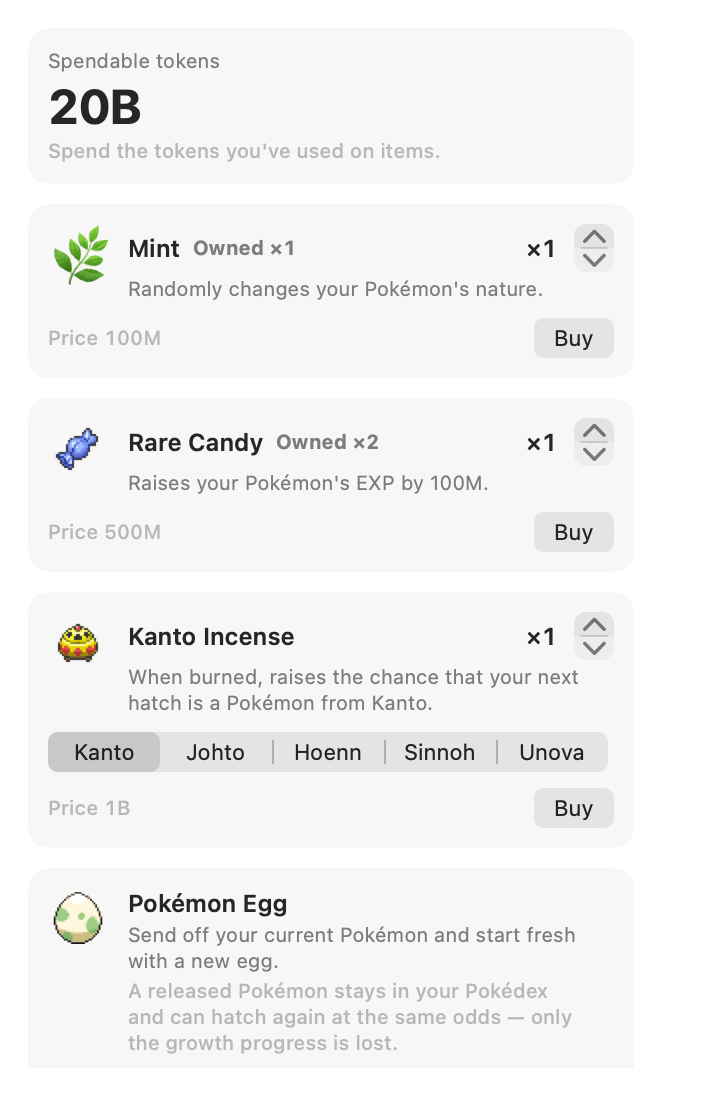 Spendable tokens
20B
Spend the tokens you've used on items.
Mint Owned ×1 ×1
Randomly changes your Pokémon's nature.
Price 100M Buy
Rare Candy Owned ×2 ×1
Raises your Pokémon's EXP by 100M.
Price 500M Buy
Kanto Incense ×1
When burned, raises the chance that your next
hatch is a Pokémon from Kanto.
Kanto Johto Hoenn Sinnoh Unova
Price 1B Buy
Pokémon Egg
Send off your current Pokémon and start fresh
with a new egg.
A released Pokémon stays in your Pokédex
and can hatch again at the same odds — only
the growth progress is lost.